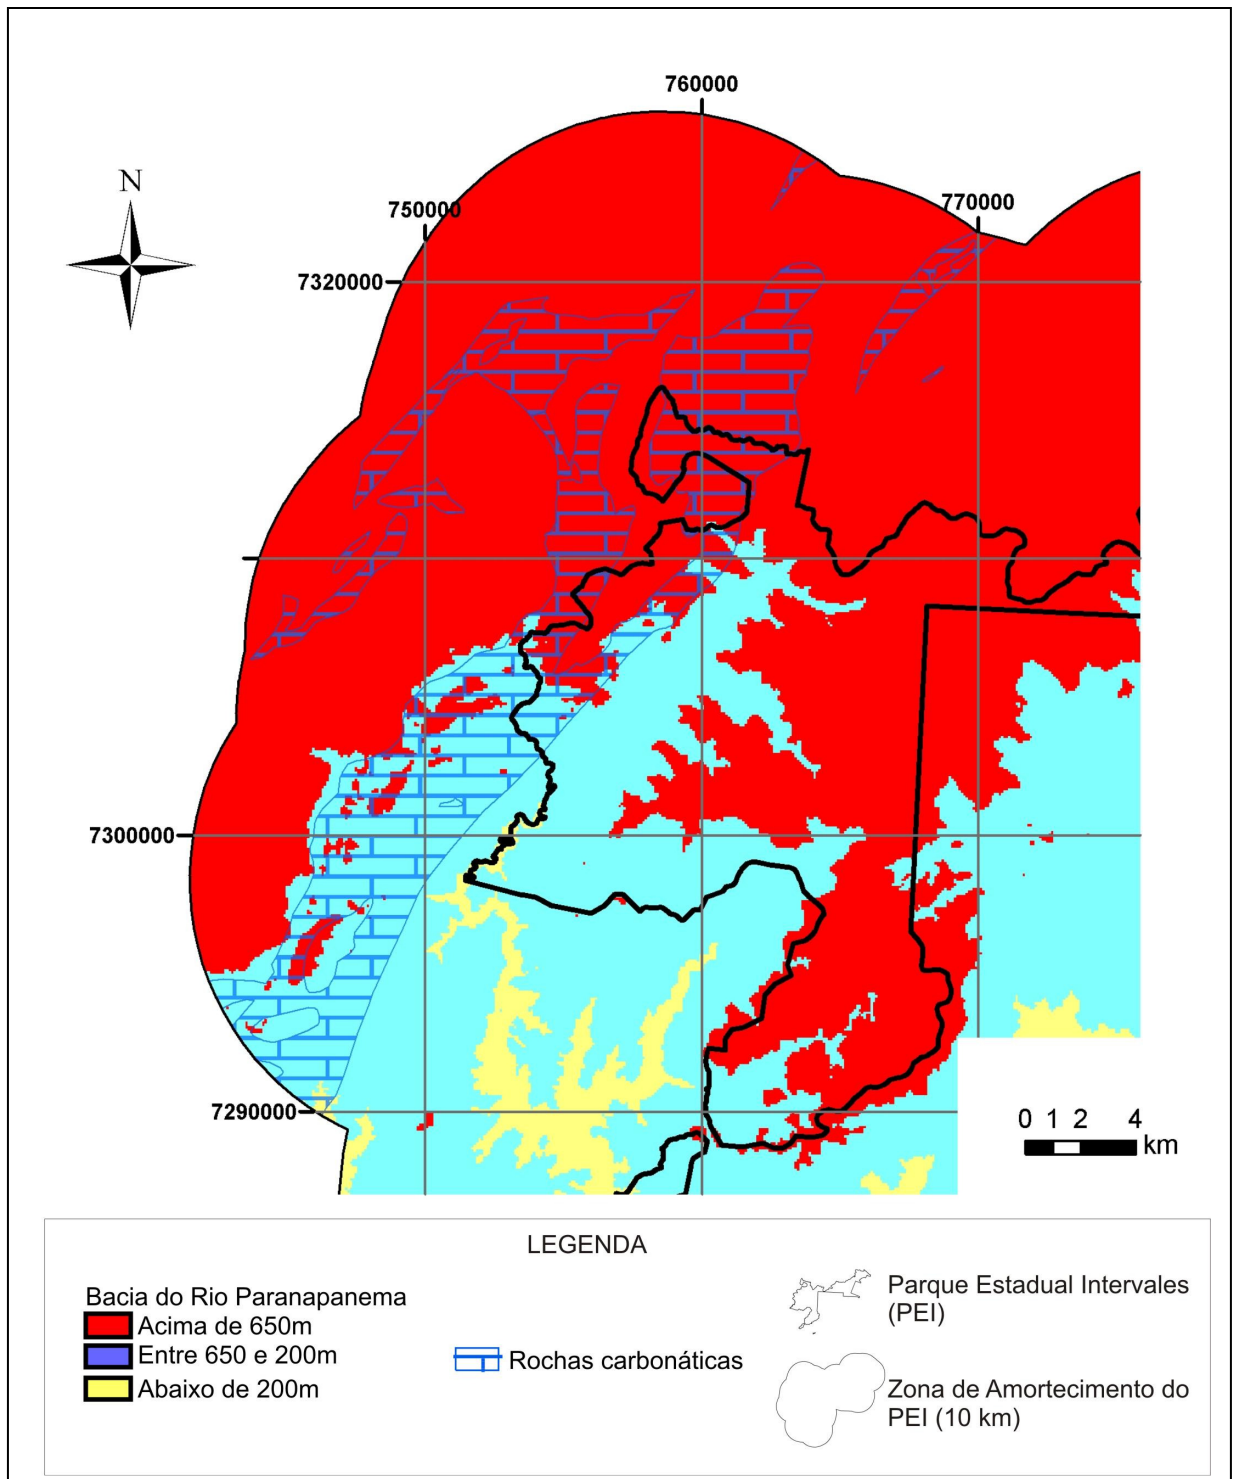 760000
N
750000
770000
7320000
7300000
7290000
0 1 2 4
km
LEGENDA
Bacia do Rio Paranapanema
Acima de 650m
Entre 650 e 200m
Abaixo de 200m
Rochas carbonáticas
Parque Estadual Intervales
(PEI)
Zona de Amortecimento do
PEI (10 km)